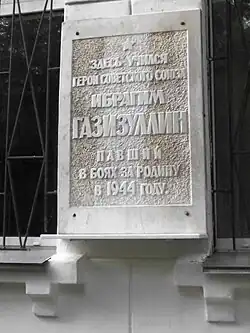 ЗДЕСЬ УЧИЛСЯ
ГЕРОЙ СОВЕТСКОГО СОЮЗА
ИБРАГИМ
ГАЗИЗУЛЛИН
ПАВШИЙ
В БОЯХ ЗА РОДИНУ
В 1944 ГОДУ.